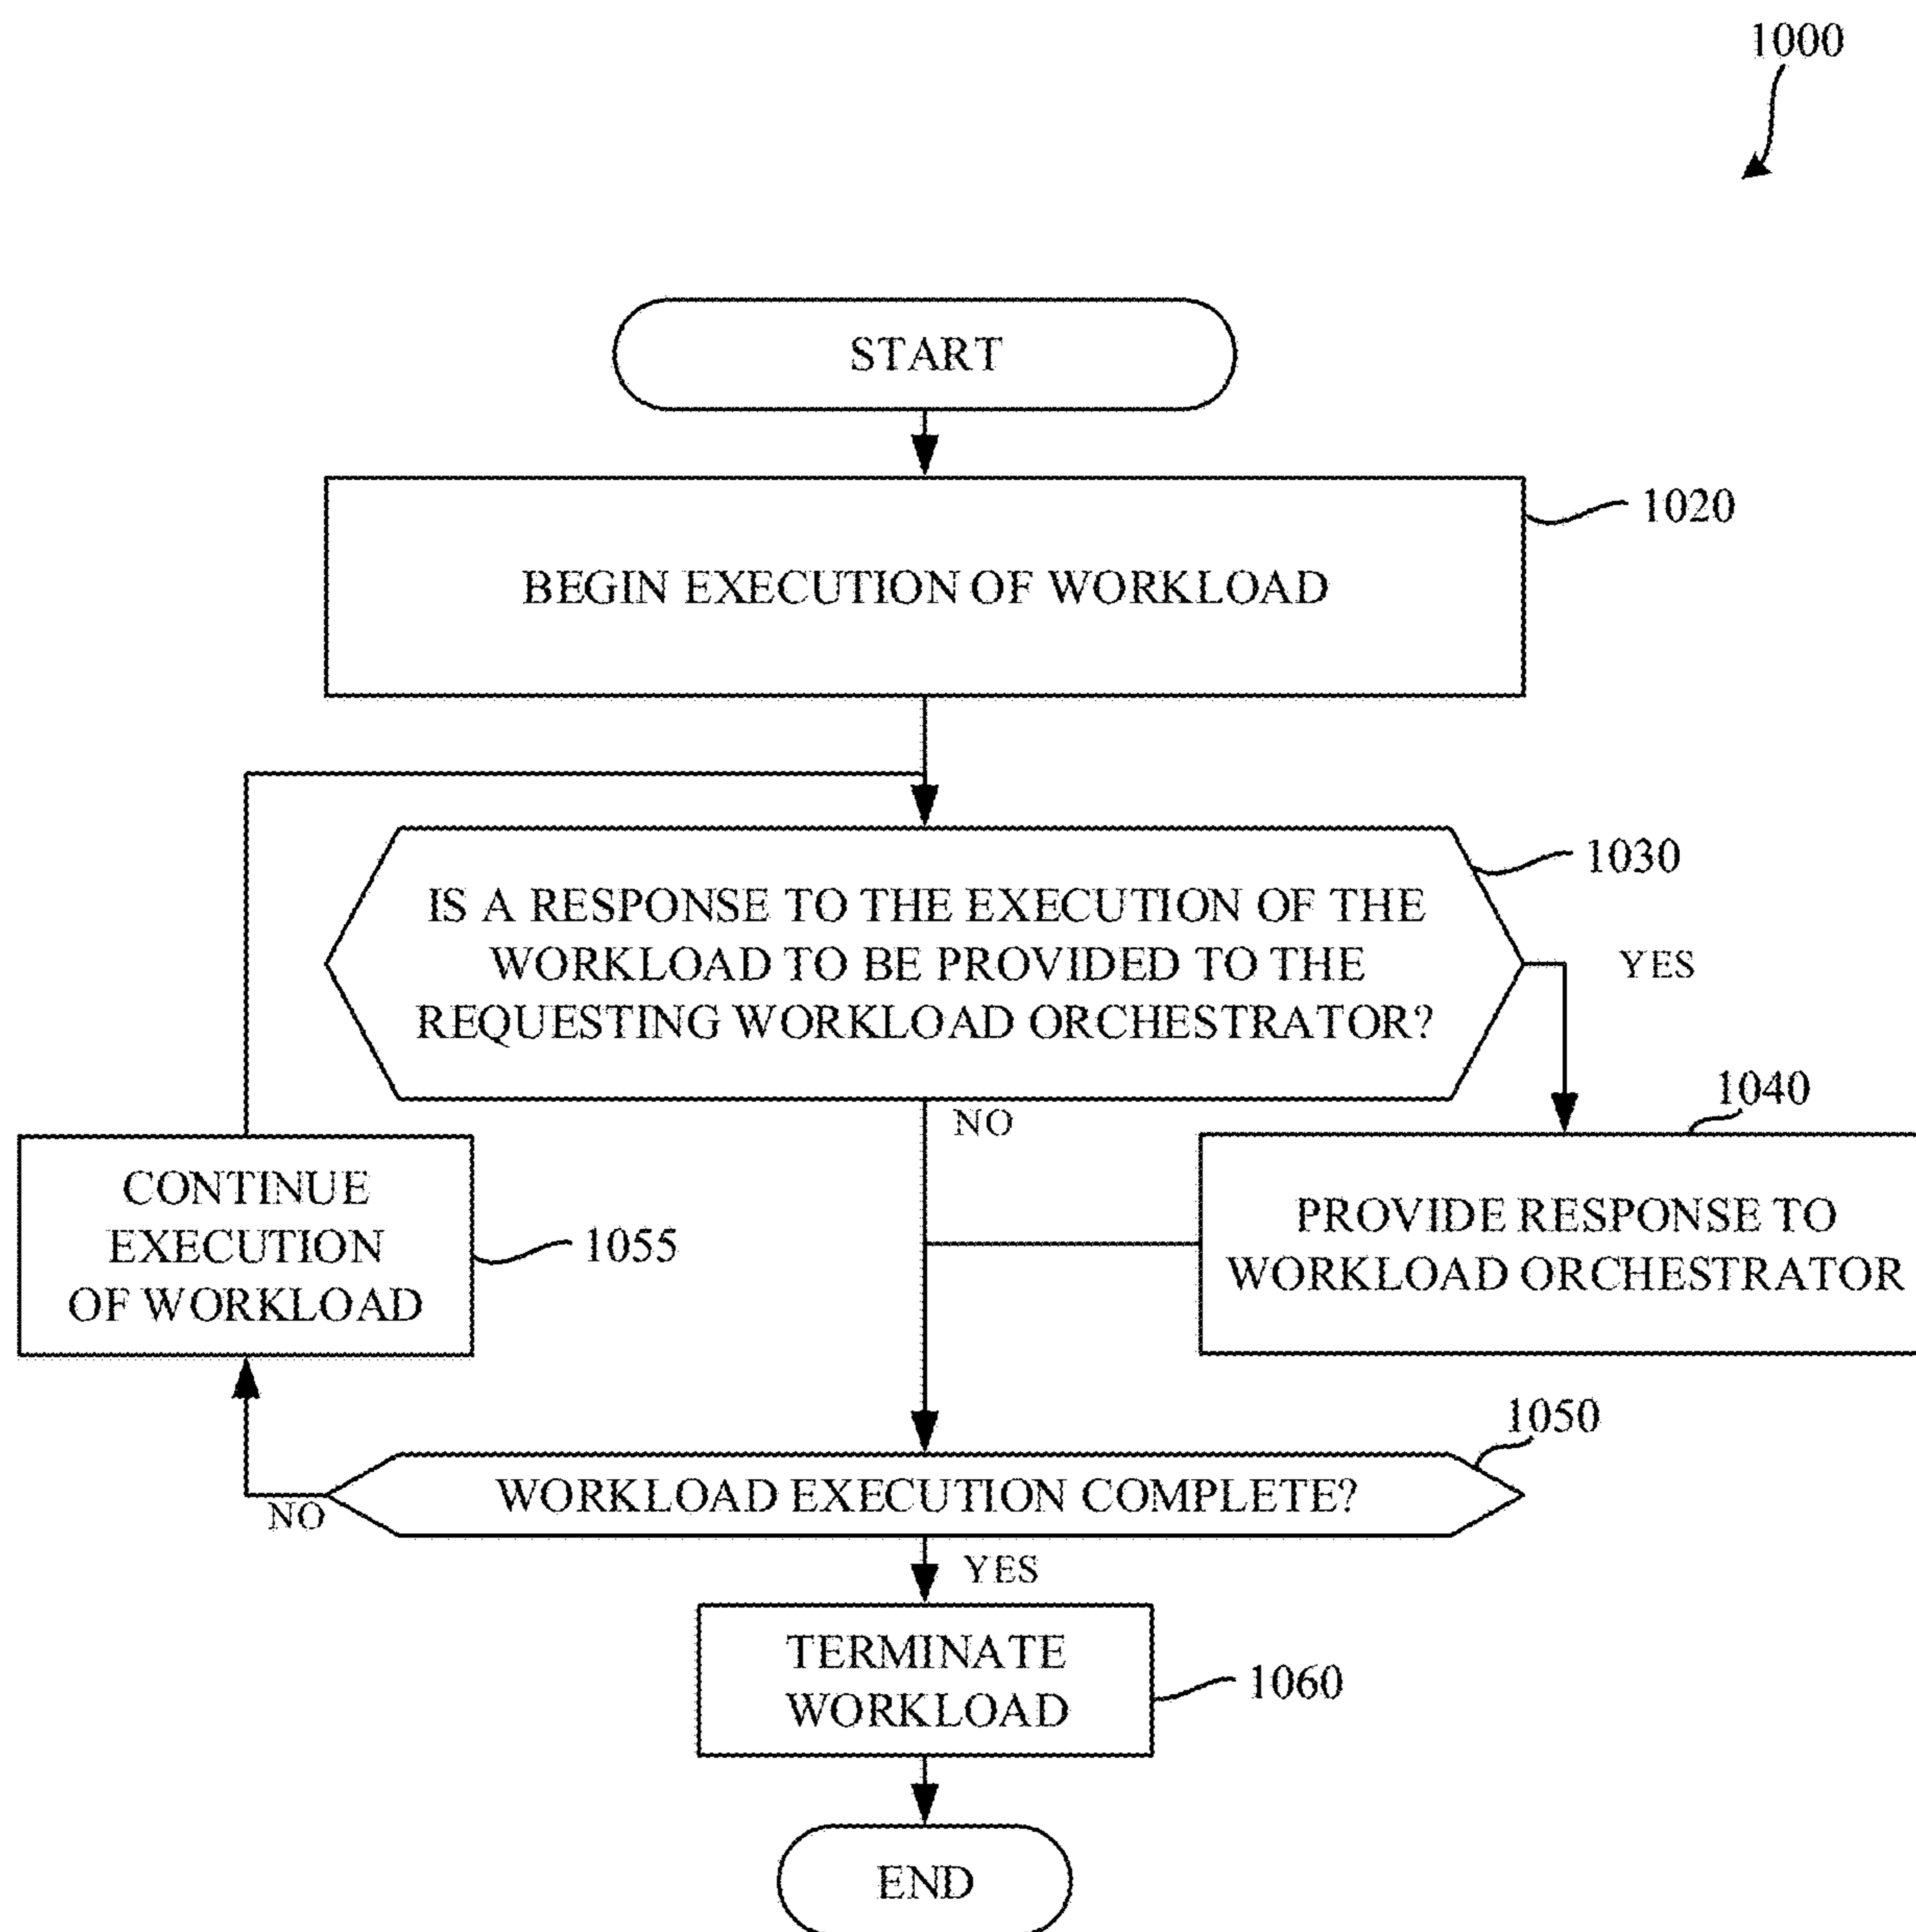 1000
START
1020
BEGIN EXECUTION OF WORKLOAD
1030
IS A RESPONSE TO THE EXECUTION OF THE
WORKLOAD TO BE PROVIDED TO THE
REQUESTING WORKLOAD ORCHESTRATOR?
YES
NO
1040
PROVIDE RESPONSE TO
WORKLOAD ORCHESTRATOR
CONTINUE
EXECUTION
OF WORKLOAD
1055
1050
WORKLOAD EXECUTION COMPLETE?
NO
YES
TERMINATE
WORKLOAD
1060
END